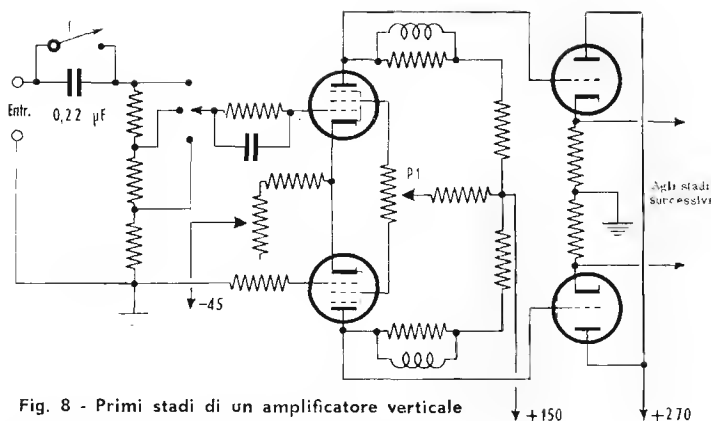 I
Entr.
0,22 µF
P1
-45
Agli stadi
successivi
+150
+270
Fig. 8 - Primi stadi di un amplificatore verticale